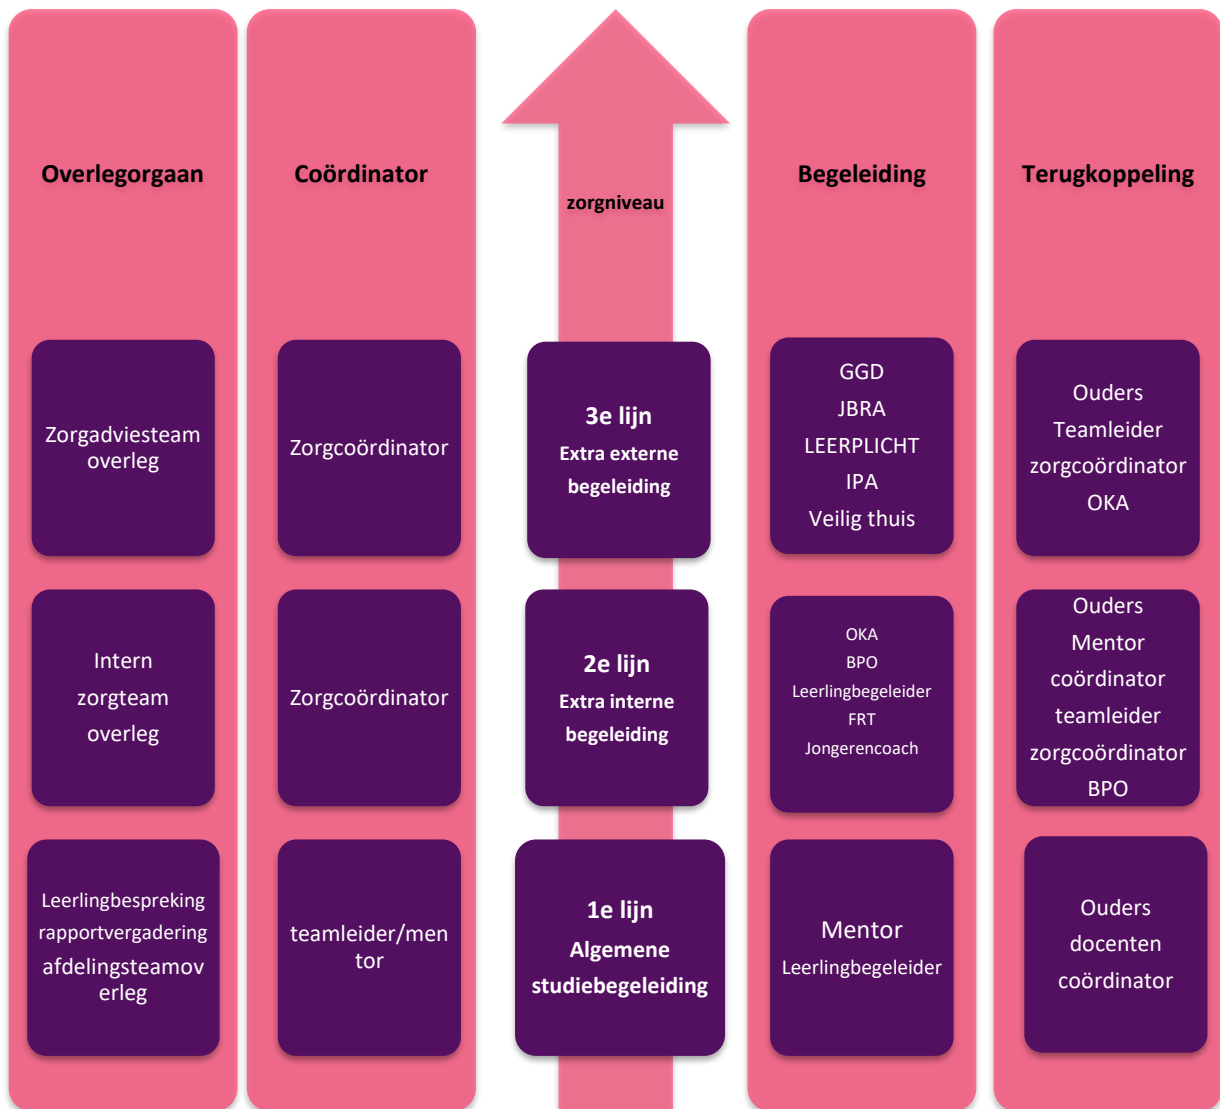 Overlegorgaan
Coördinator
zorgniveau
Begeleiding
Terugkoppeling
Zorgadviesteam
overleg
Zorgcoördinator
3e lijn
Extra externe
begeleiding
GGD
JBRA
LEERPLICHT
IPA
Veilig thuis
Ouders
Teamleider
zorgcoördinator
OKA
Intern
zorgteam
overleg
Zorgcoördinator
2e lijn
Extra interne
begeleiding
OKA
BPO
Leerlingbegeleider
FRT
Jongerencoach
Ouders
Mentor
coördinator
teamleider
zorgcoördinator
BPO
Leerlingbespreking
rapportvergadering
afdelingsteamov
erleg
teamleider/men
tor
1e lijn
Algemene
studiebegeleiding
Mentor
Leerlingbegeleider
Ouders
docenten
coördinator